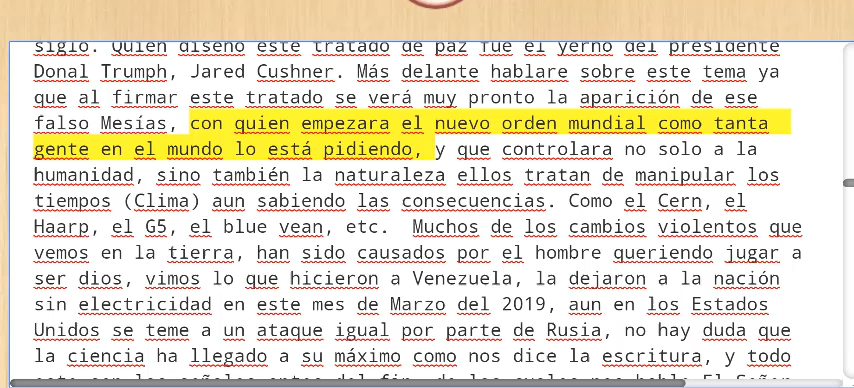 siglo. Quien diseño este tratado de paz fue el yerno del presidente
Donal Trumph, Jared Cushner. Más delante hablare sobre este tema ya
que al firmar este tratado se verá muy pronto la aparición de ese
falso Mesías, con quien empezara el nuevo orden mundial como tanta
gente en el mundo lo está pidiendo, y que controlara no solo a la
humanidad, sino también la naturaleza ellos tratan de manipular los
tiempos (Clima) aun sabiendo las consecuencias. Como el Cern, el
Haarp, el G5, el blue vean, etc. Muchos de los cambios violentos que
vemos en la tierra, han sido causados por el hombre queriendo jugar a
ser dios, vimos lo que hicieron a Venezuela, la dejaron a la nación
sin electricidad en este mes de Marzo del 2019, aun en los Estados
Unidos se teme a un ataque igual por parte de Rusia, no hay duda que
la ciencia ha llegado a su máximo como nos dice la escritura, y todo